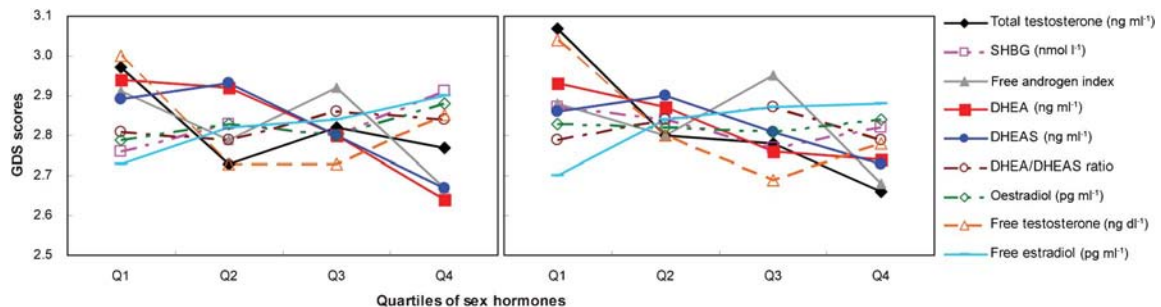 3.1
3.0
2.9
2.8
2.7
2.6
2.5
GDS scores
Q1 Q2 Q3 Q4
Q1 Q2 Q3 Q4
Quartiles of sex hormones
Total testosterone (ng ml⁻¹)
SHBG (nmol l⁻¹)
Free androgen index
DHEA (ng ml⁻¹)
DHEAS (ng ml⁻¹)
DHEA/DHEAS ratio
Oestradiol (pg ml⁻¹)
Free testosterone (ng dl⁻¹)
Free estradiol (pg ml⁻¹)